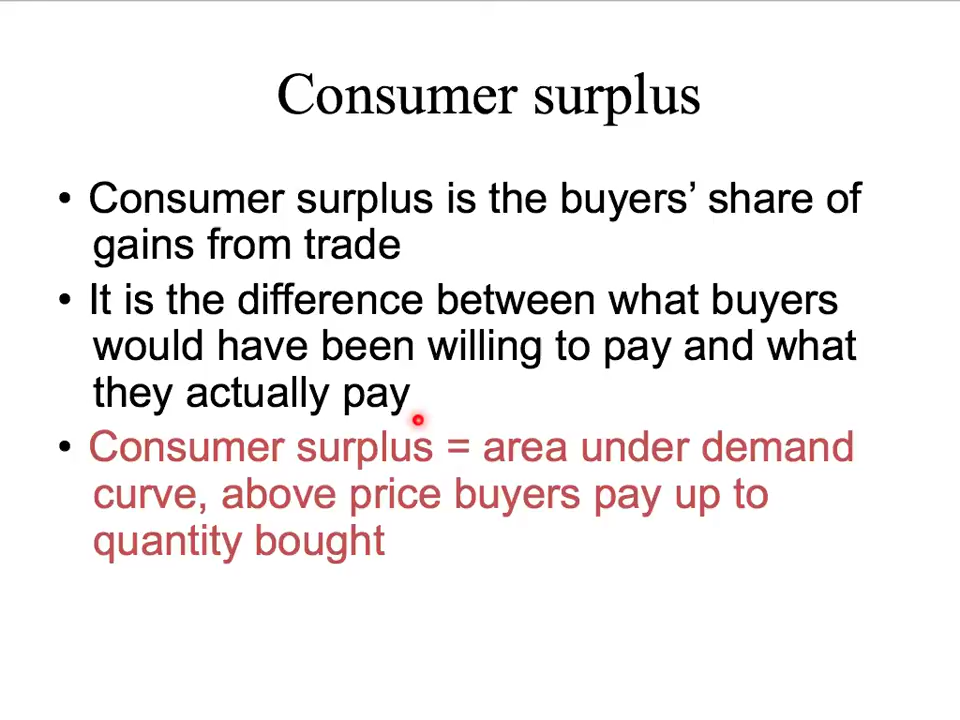 Consumer surplus
• Consumer surplus is the buyers’ share of
gains from trade
• It is the difference between what buyers
would have been willing to pay and what
they actually pay
• Consumer surplus = area under demand
curve, above price buyers pay up to
quantity bought